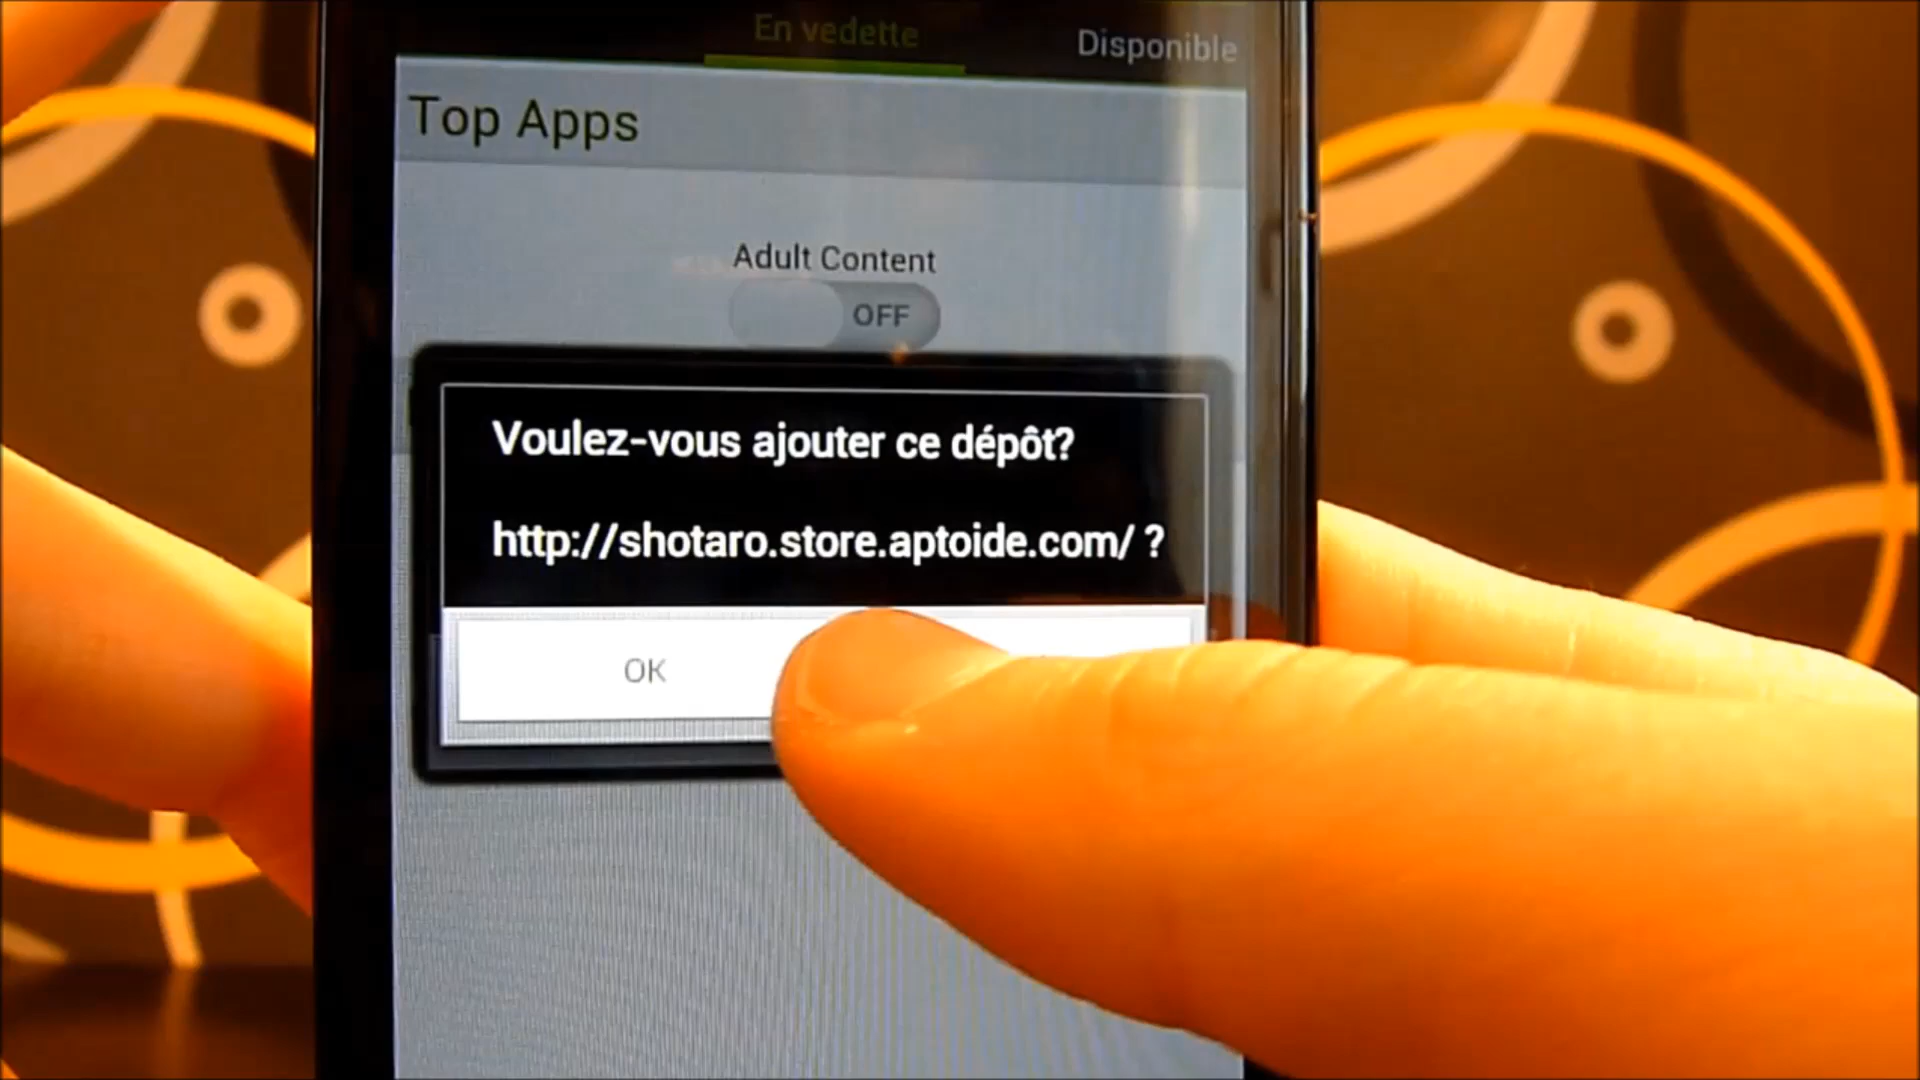 En vedette
Disponible
Top Apps
Adult Content
OFF
Voulez-vous ajouter ce dépôt?
http://shotaro.store.aptoide.com/ ?
OK